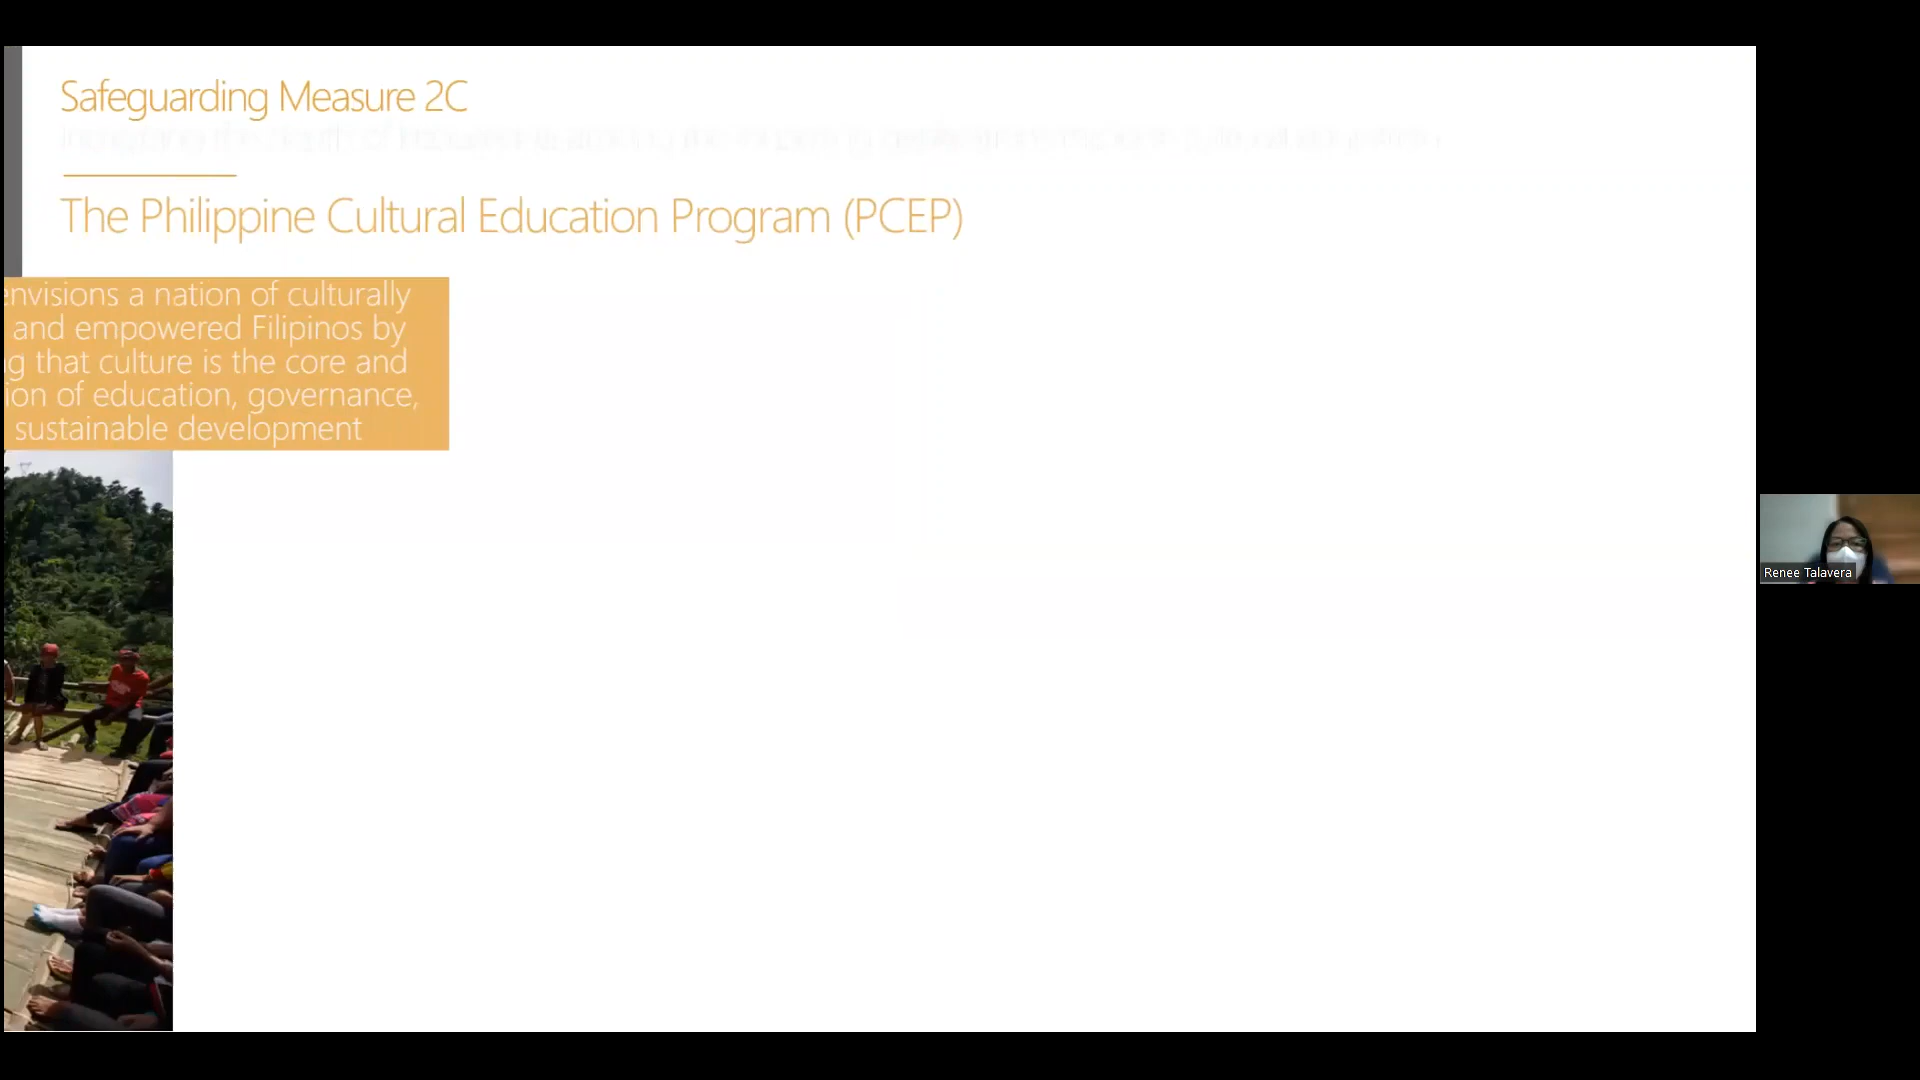 Safeguarding Measure 2C
The Philippine Cultural Education Program (PCEP)
envisions a nation of culturally
and empowered Filipinos by
g that culture is the core and
ion of education, governance,
sustainable development
Renee Talavera